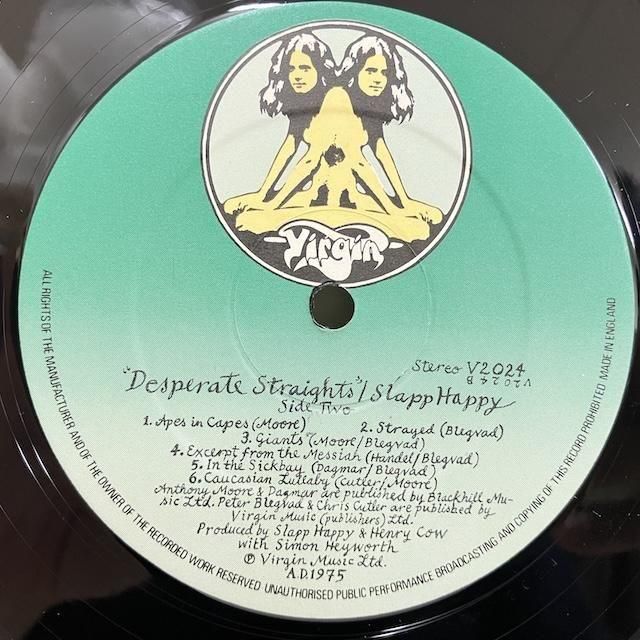 Virgin
Stereo V2024
V2024 B
"Desperate Straights"/ Slapp Happy
Side Two
1. Apes in Capes (Moore) 2. Strayed (Blegvad)
3. Giants (Moore/Blegvad)
4. Excerpt from the Messiah (Handel/Blegvad)
5. In the Sickbay (Dagmar/Blegvad)
6. Caucasian Lullaby (Cutler/Moore)
Anthony Moore & Dagmar are published by Blackhill Mu-
sic Ltd. Peter Blegvad & Chris Cutler are published by
Virgin Music (publishers) Ltd.
Produced by Slapp Happy & Henry Cow
with Simon Heyworth
℗ Virgin Music Ltd.
A.D.1975
ALL RIGHTS OF THE MANUFACTURER AND OF THE OWNER OF THE RECORDED WORK RESERVED. UNAUTHORISED PUBLIC PERFORMANCE BROADCASTING AND COPYING OF THIS RECORD PROHIBITED MADE IN ENGLAND